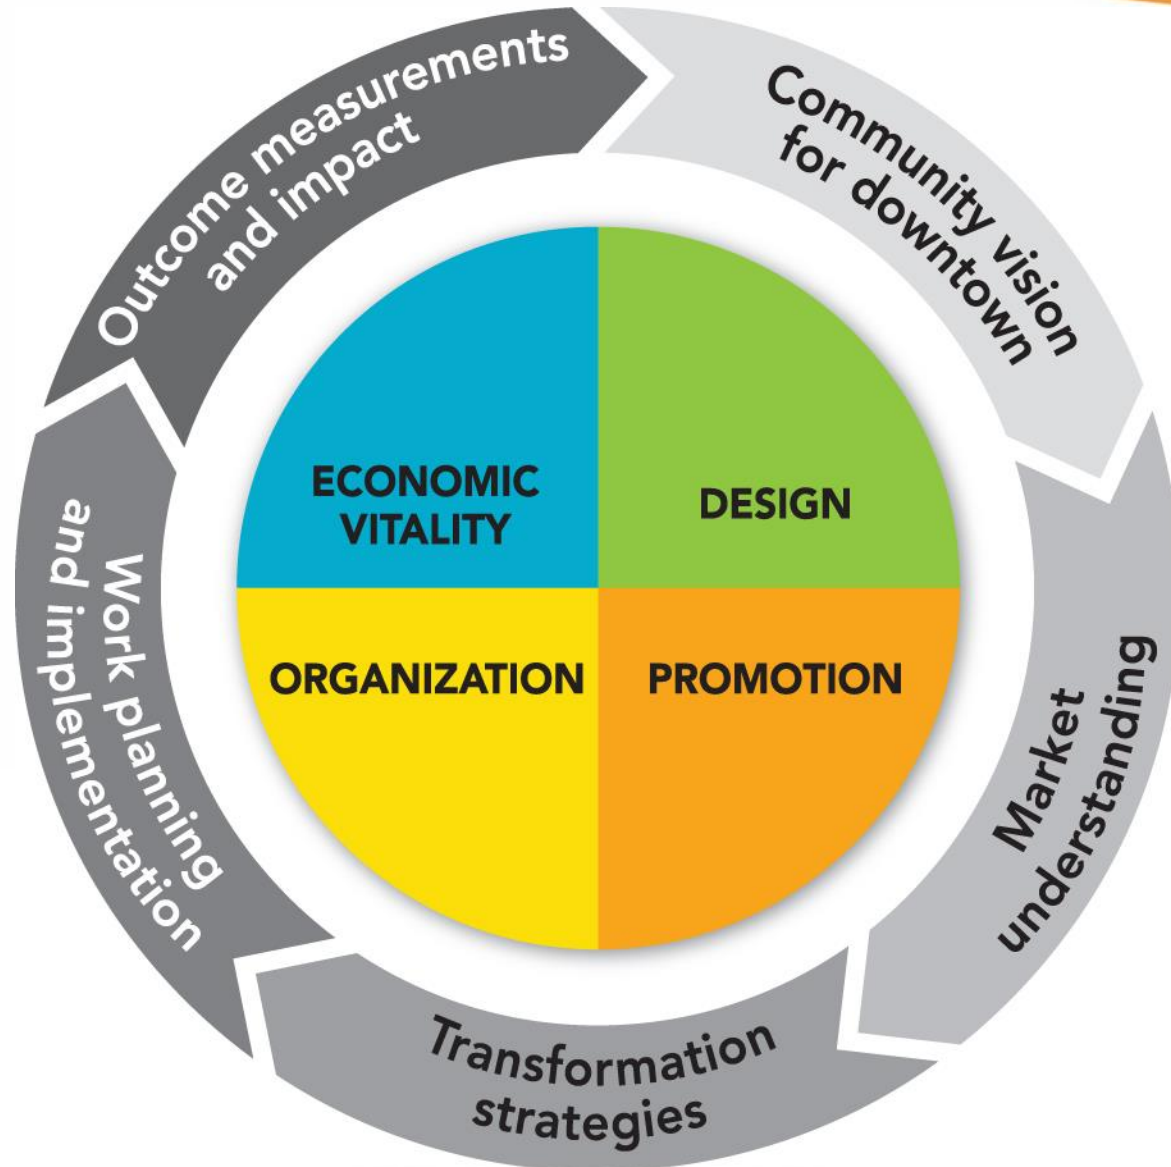 Outcome measurements
and impact
Community vision
for downtown
Market
understanding
Transformation
strategies
Work planning
and implementation
ECONOMIC
VITALITY
DESIGN
ORGANIZATION
PROMOTION